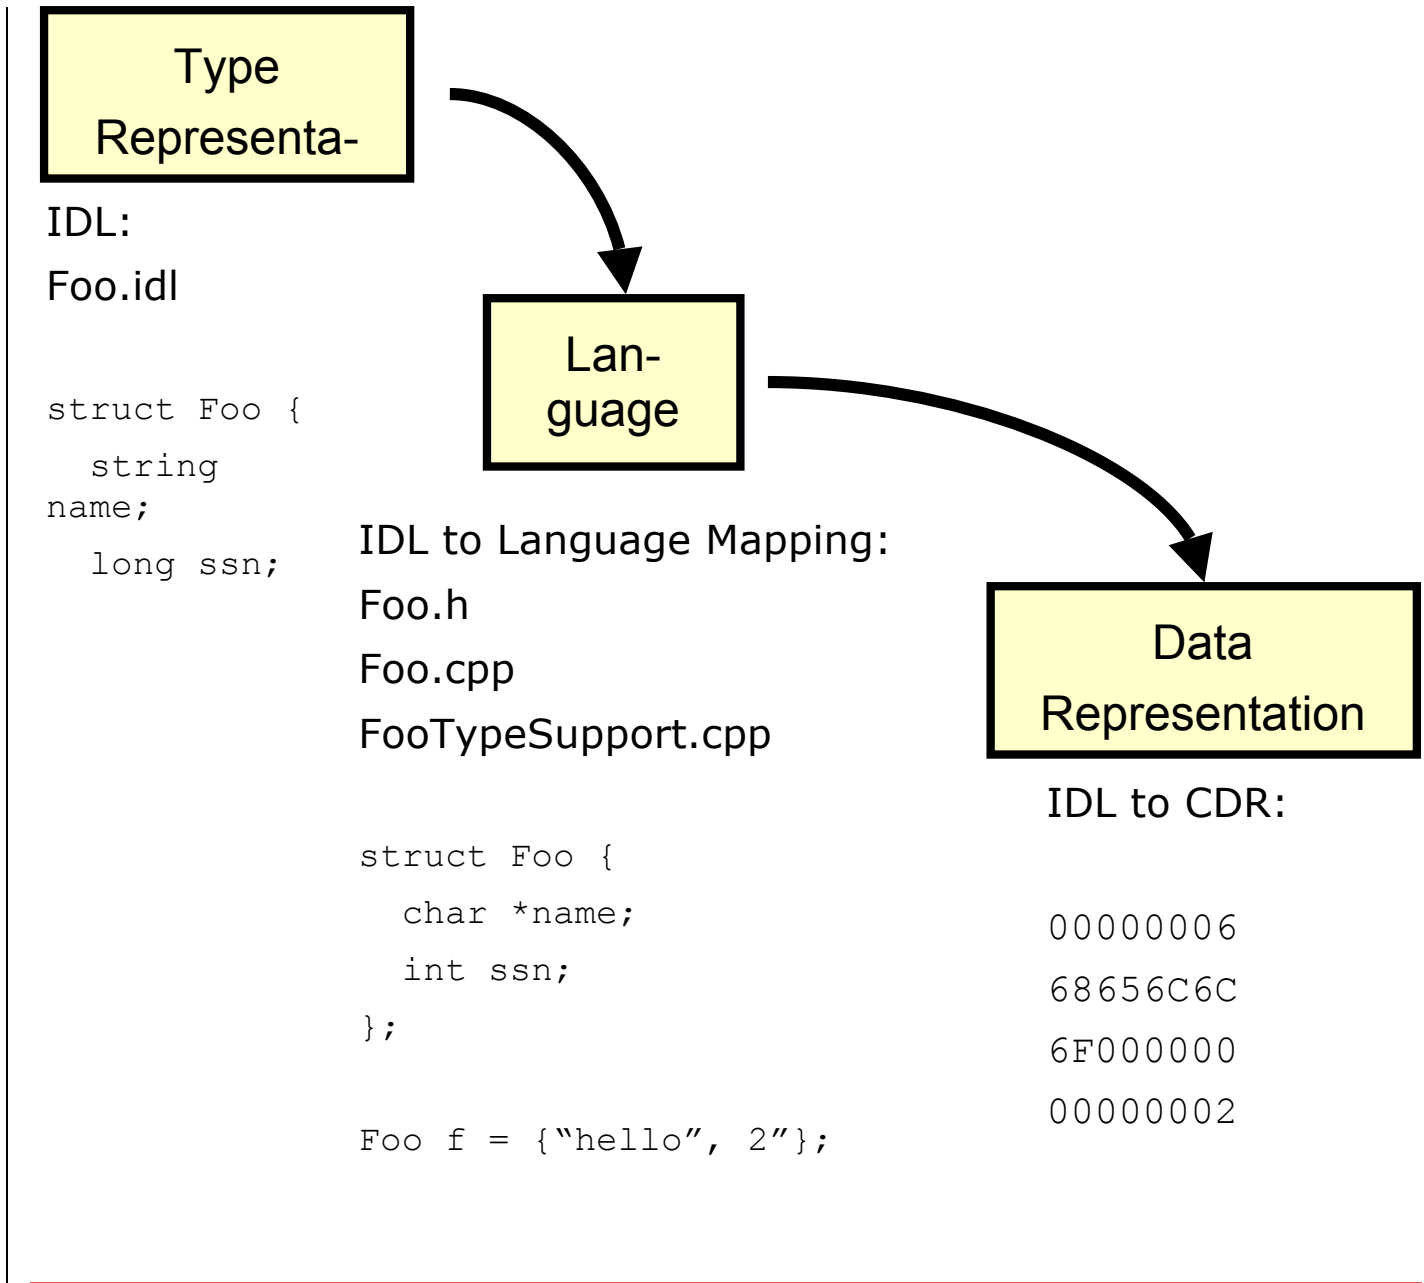 Type
Representa-
IDL:
Foo.idl
struct Foo {
string
name;
long ssn;
Lan-
guage
IDL to Language Mapping:
Foo.h
Foo.cpp
FooTypeSupport.cpp
struct Foo {
char *name;
int ssn;
};
Foo f = {“hello”, 2”};
Data
Representation
IDL to CDR:
00000006
68656C6C
6F000000
00000002